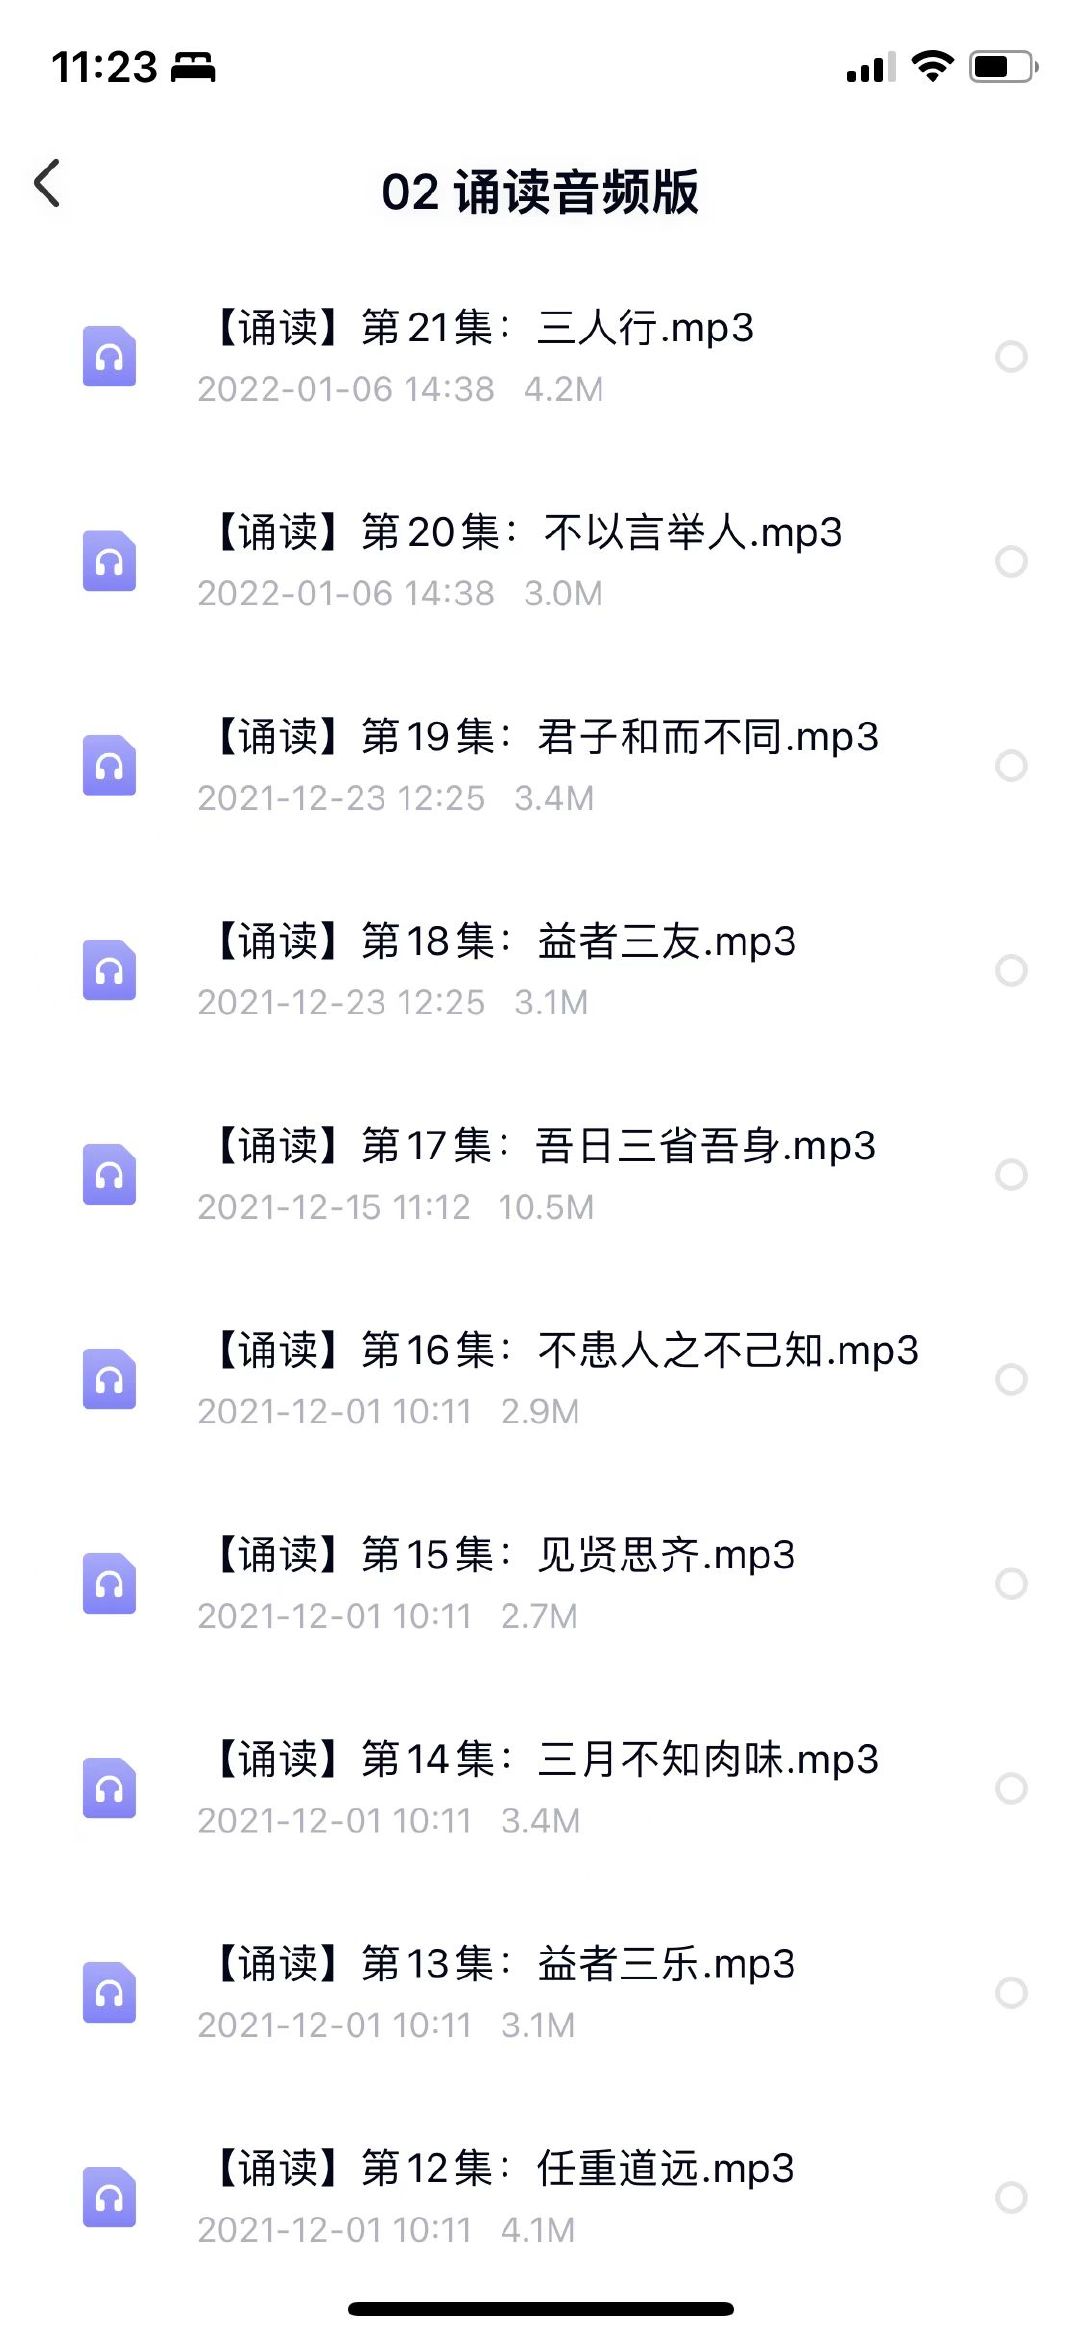 11:23
02 诵读音频版
【诵读】第21集：三人行.mp3
2022-01-06 14:38 4.2M
【诵读】第20集：不以言举人.mp3
2022-01-06 14:38 3.0M
【诵读】第19集：君子和而不同.mp3
2021-12-23 12:25 3.4M
【诵读】第18集：益者三友.mp3
2021-12-23 12:25 3.1M
【诵读】第17集：吾日三省吾身.mp3
2021-12-15 11:12 10.5M
【诵读】第16集：不患人之不己知.mp3
2021-12-01 10:11 2.9M
【诵读】第15集：见贤思齐.mp3
2021-12-01 10:11 2.7M
【诵读】第14集：三月不知肉味.mp3
2021-12-01 10:11 3.4M
【诵读】第13集：益者三乐.mp3
2021-12-01 10:11 3.1M
【诵读】第12集：任重道远.mp3
2021-12-01 10:11 4.1M